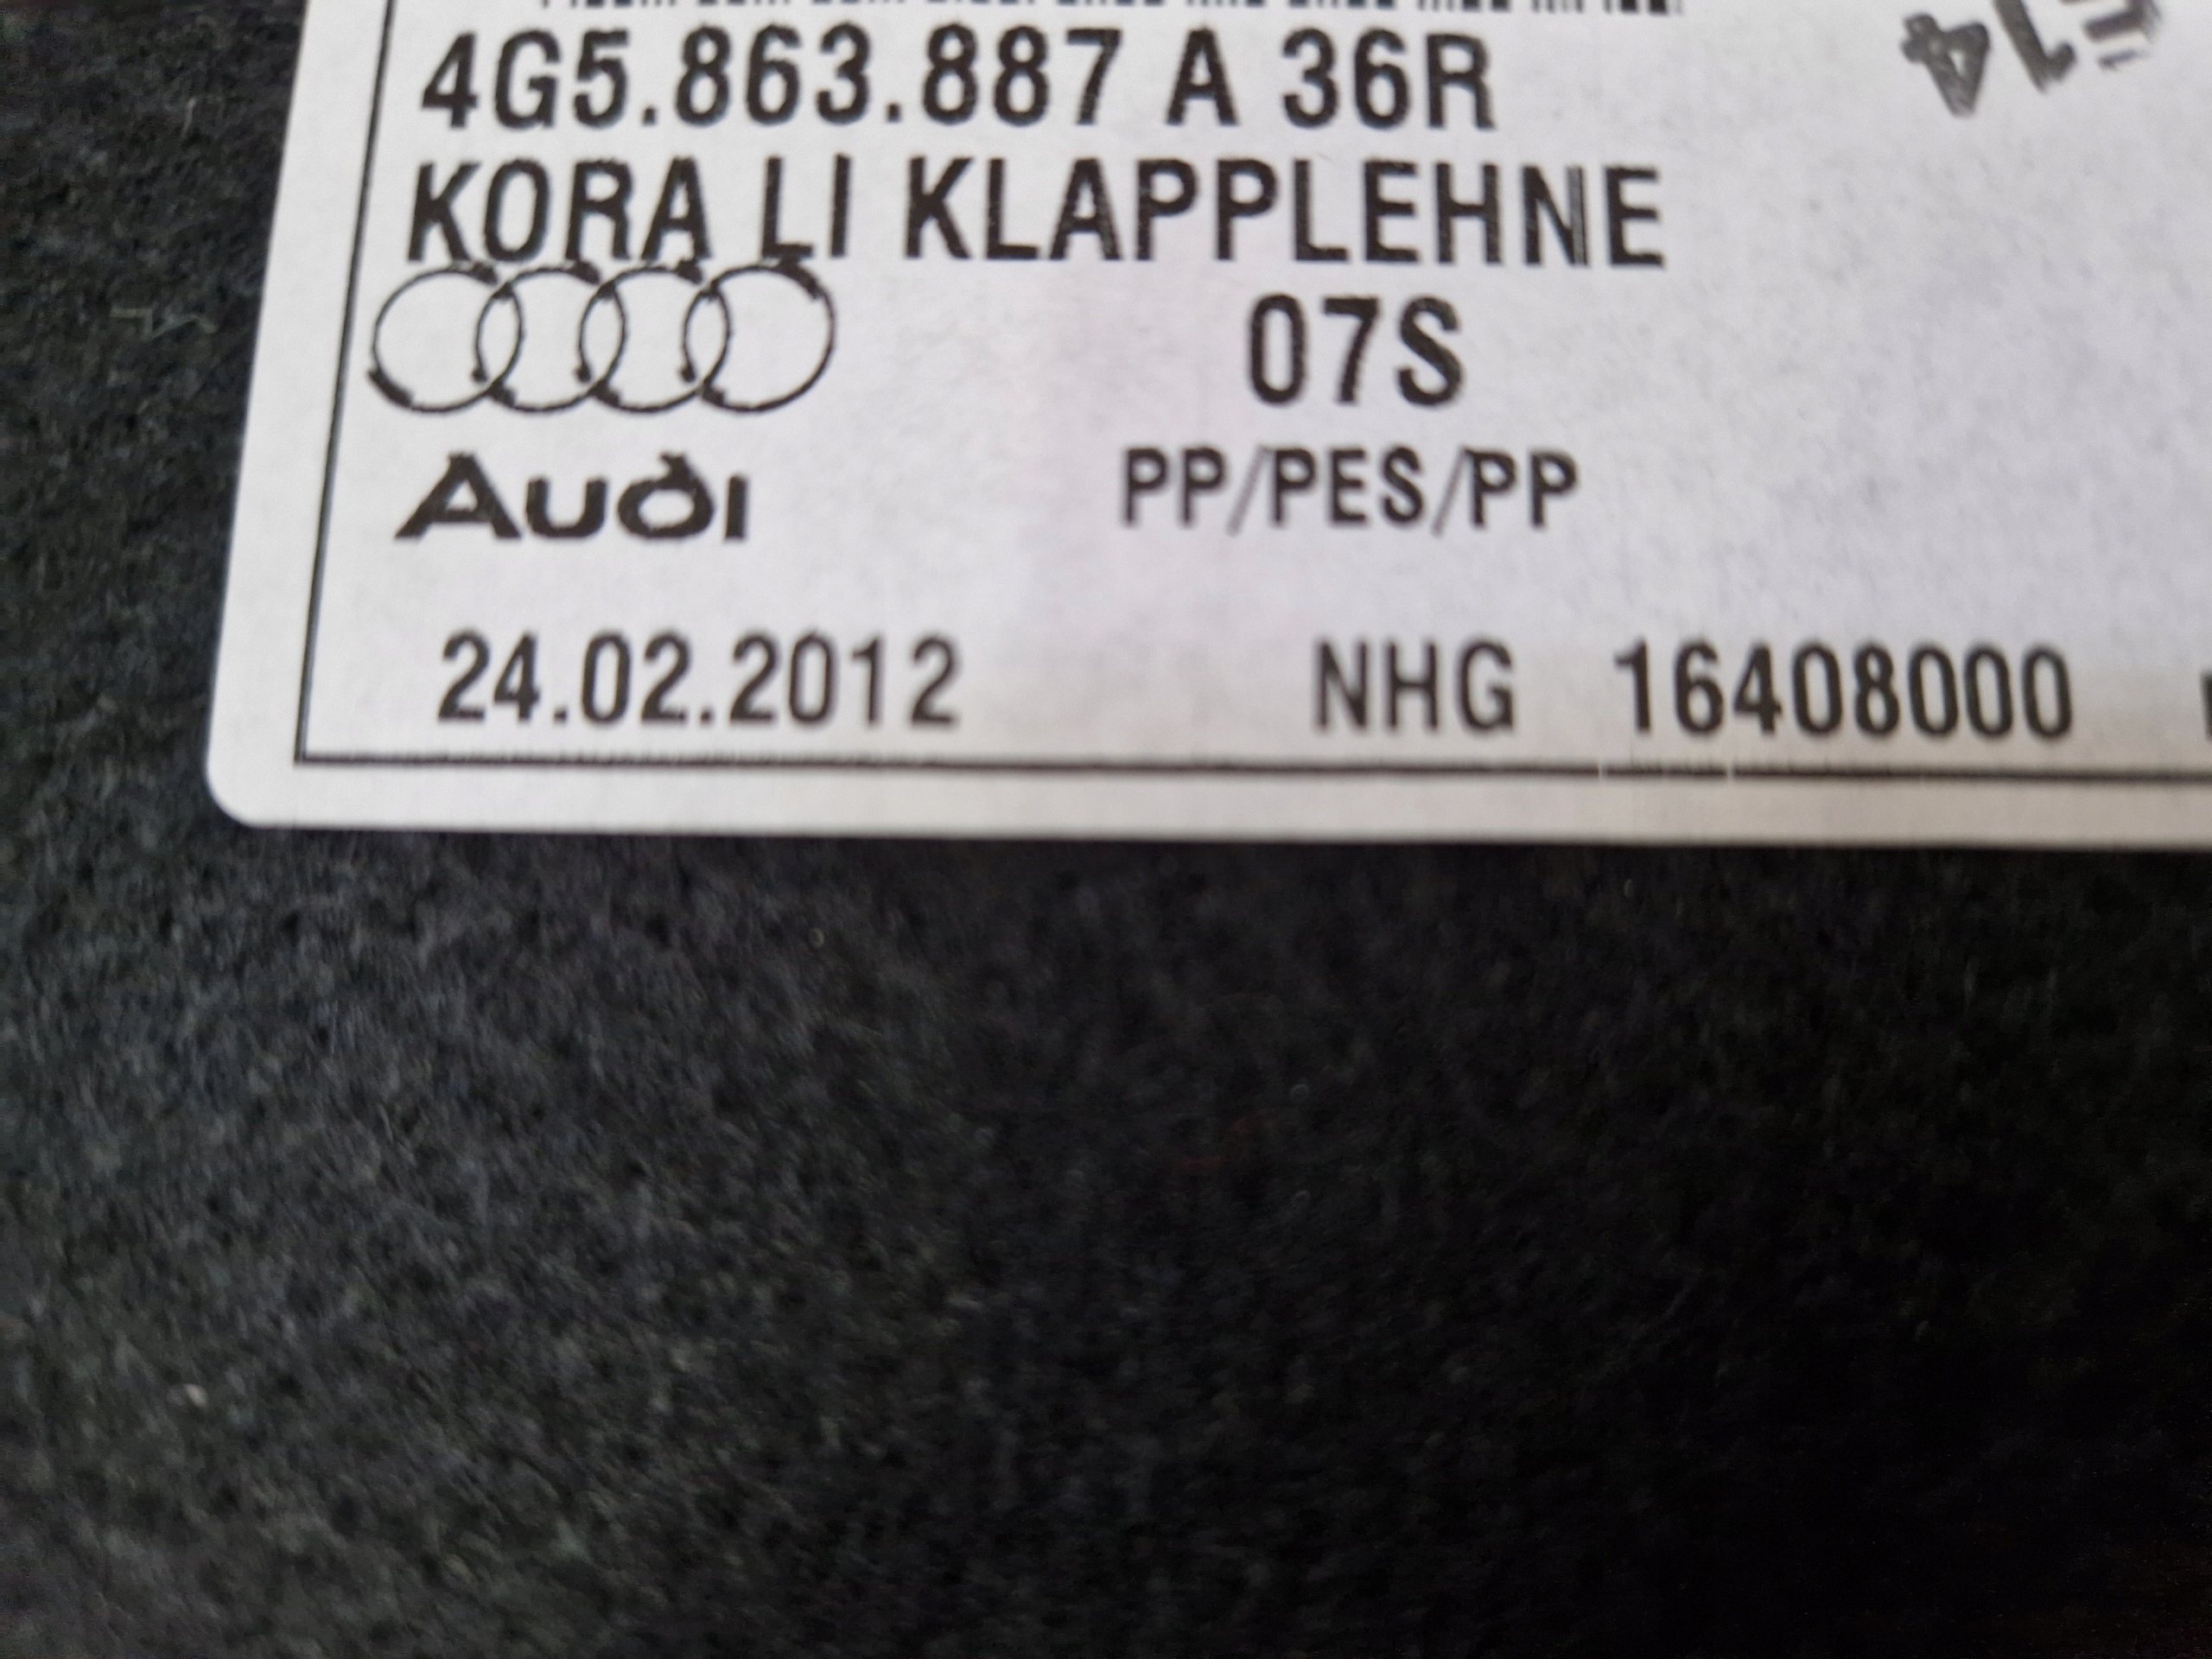 4G5.863.887 A 36R
KORA LI KLAPPLEHNE
07S
Audi
PP/PES/PP
24.02.2012 NHG 16408000